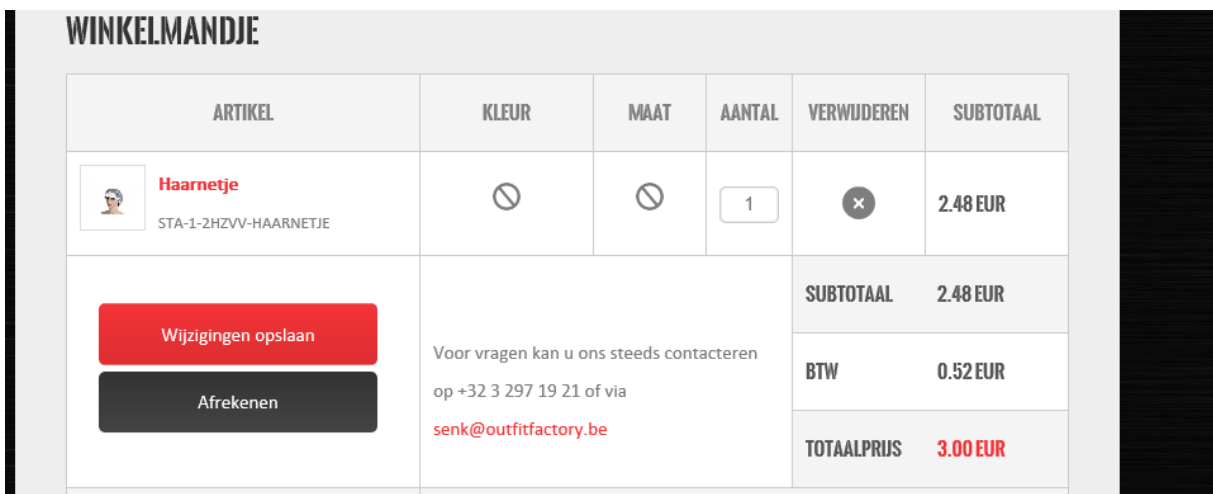 WINKELMANDJE
ARTIKEL KLEUR MAAT AANTAL VERWIJDEREN SUBTOTAAL
Haarnetje
STA-1-2HZVV-HAARNETJE
1 2.48 EUR
SUBTOTAAL 2.48 EUR
Wijzigingen opslaan
Afrekenen
Voor vragen kan u ons steeds contacteren
op +32 3 297 19 21 of via
senk@outfitfactory.be
BTW 0.52 EUR
TOTAALPRIJS 3.00 EUR